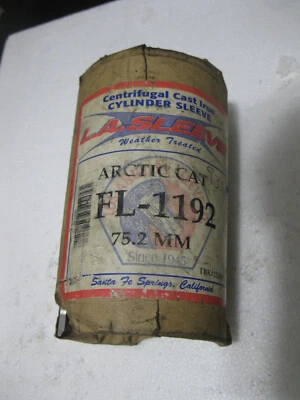 Centrifugal Cast Iron
CYLINDER SLEEVE
L.A. SLEEVE
Weather Treated
ARCTIC CAT
FL-1192
75.2 MM
Since 1945
Santa Fe Springs, California